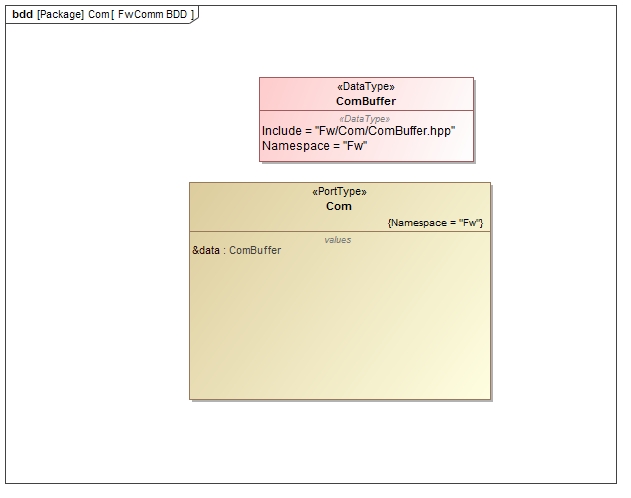 bdd [Package] Com [ FwComm BDD ]
«DataType»
ComBuffer
«DataType»
Include = "Fw/Com/ComBuffer.hpp"
Namespace = "Fw"
«PortType»
Com
{Namespace = "Fw"}
values
&data : ComBuffer